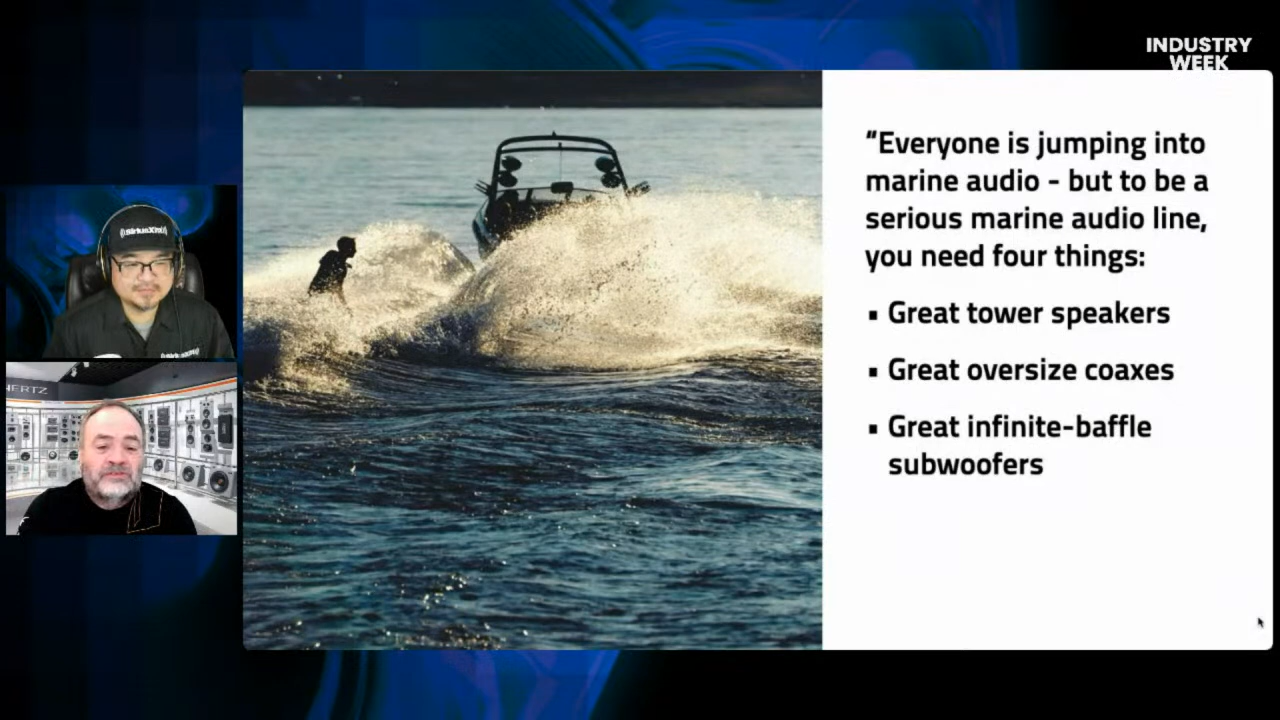 INDUSTRY
WEEK
"Everyone is jumping into
marine audio - but to be a
serious marine audio line,
you need four things:
▪ Great tower speakers
▪ Great oversize coaxes
▪ Great infinite-baffle
subwoofers
((SiriusXM))
HERTZ